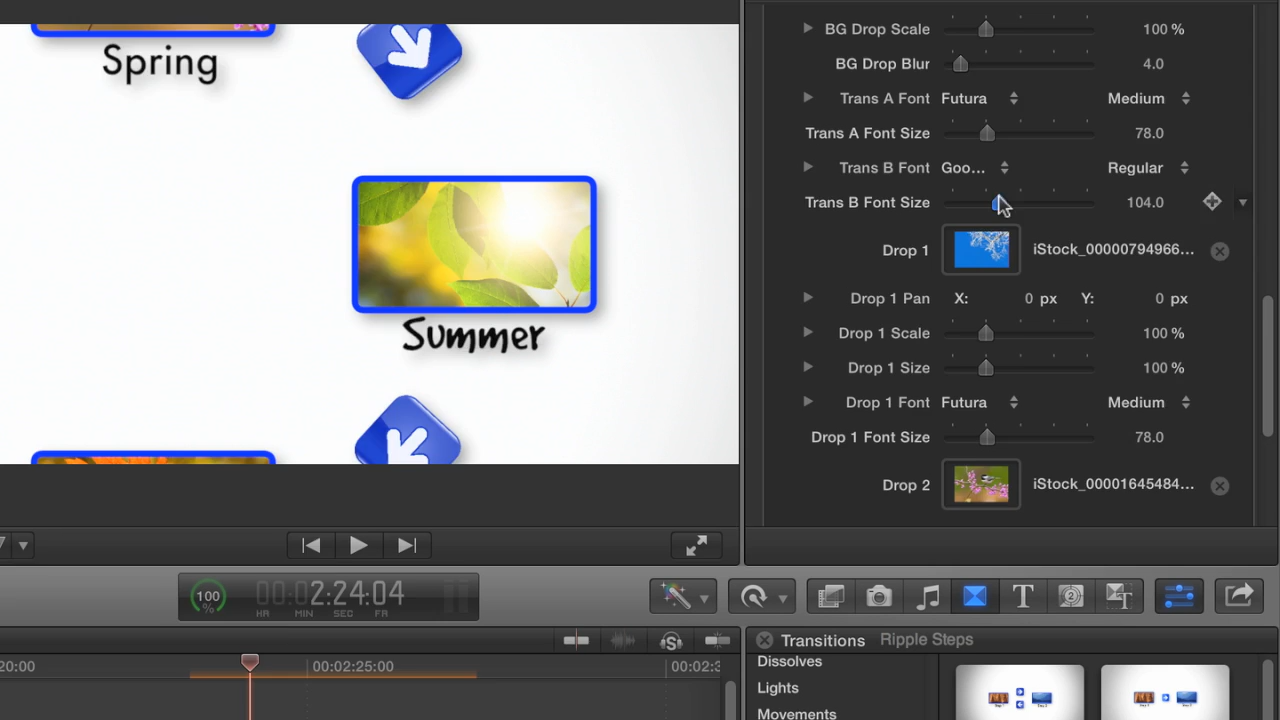 BG Drop Scale 100 %
BG Drop Blur 4.0
Trans A Font Futura Medium
Trans A Font Size 78.0
Trans B Font Goo... Regular
Trans B Font Size 104.0
Drop 1 iStock_00000794966...
Drop 1 Pan X: 0 px Y: 0 px
Drop 1 Scale 100 %
Drop 1 Size 100 %
Drop 1 Font Futura Medium
Drop 1 Font Size 78.0
Drop 2 iStock_00001645484...
Spring
Summer
100 %
00:02:24:04
HR MIN SEC FR
20:00 00:02:25:00 00:02:3
Transitions Ripple Steps
Dissolves
Lights
Movements